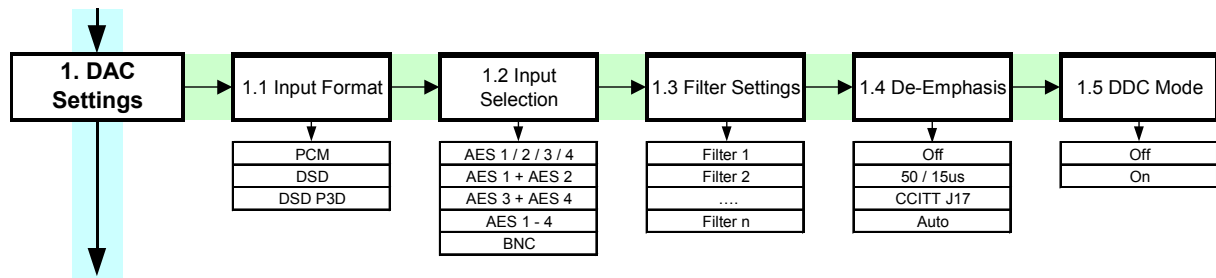 1. DAC
Settings
1.1 Input Format
PCM
DSD
DSD P3D
1.2 Input
Selection
AES 1 / 2 / 3 / 4
AES 1 + AES 2
AES 3 + AES 4
AES 1 - 4
BNC
1.3 Filter Settings
Filter 1
Filter 2
....
Filter n
1.4 De-Emphasis
Off
50 / 15us
CCITT J17
Auto
1.5 DDC Mode
Off
On